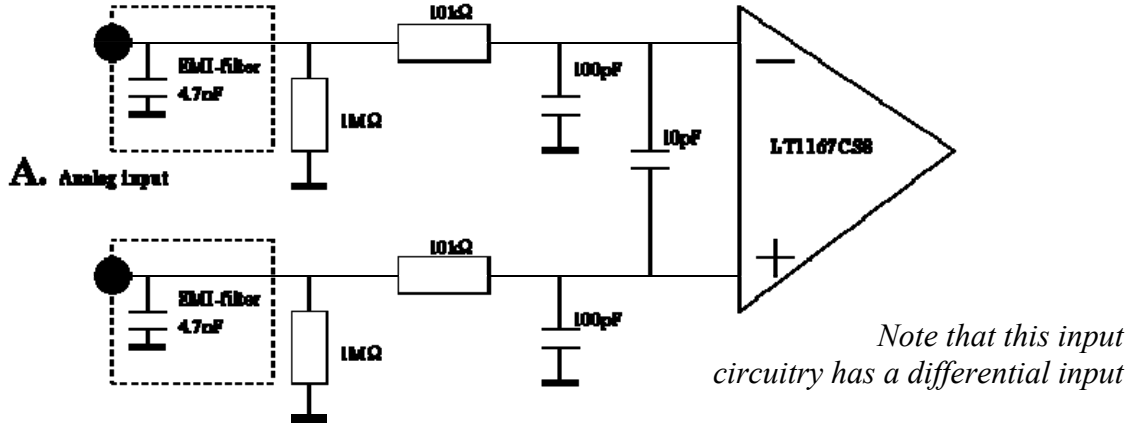 101kΩ
EMI-filter
4.7nF
100pF
1MΩ
10pF
LT1167CS8
A. Analog input
101kΩ
EMI-filter
4.7nF
100pF
1MΩ
Note that this input
circuitry has a differential input